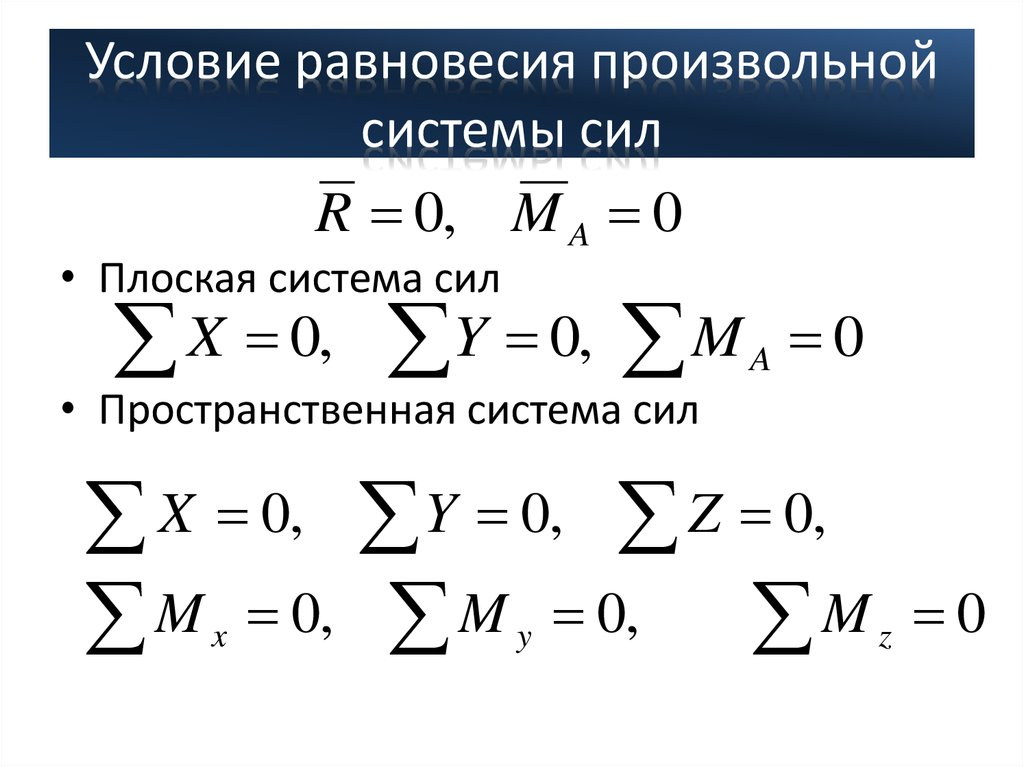 Условие равновесия произвольной
системы сил
R̅ = 0, M̅_A = 0
• Плоская система сил
∑X = 0, ∑Y = 0, ∑M_A = 0
• Пространственная система сил
∑X = 0, ∑Y = 0, ∑Z = 0,
∑M_x = 0, ∑M_y = 0, ∑M_z = 0